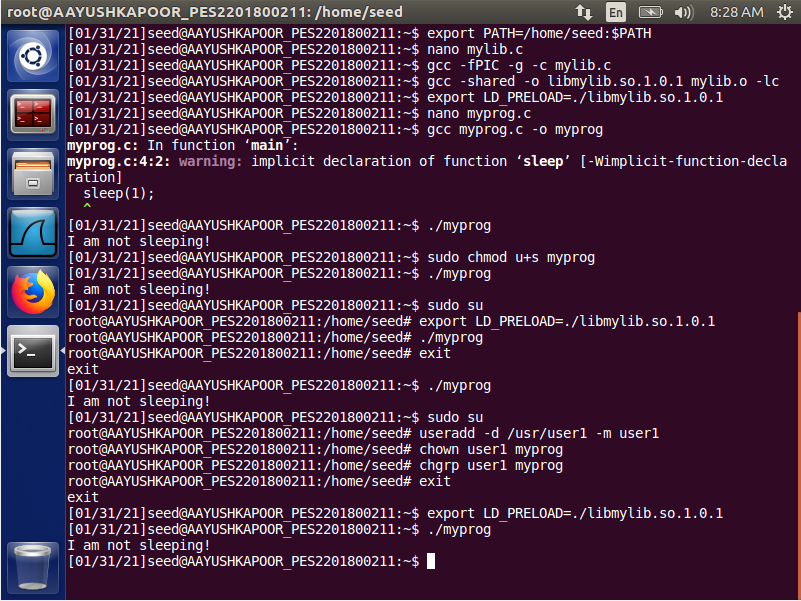 root@AAYUSHKAPOOR_PES2201800211: /home/seed En 8:28 AM
[01/31/21]seed@AAYUSHKAPOOR_PES2201800211:~$ export PATH=/home/seed:$PATH
[01/31/21]seed@AAYUSHKAPOOR_PES2201800211:~$ nano mylib.c
[01/31/21]seed@AAYUSHKAPOOR_PES2201800211:~$ gcc -fPIC -g -c mylib.c
[01/31/21]seed@AAYUSHKAPOOR_PES2201800211:~$ gcc -shared -o libmylib.so.1.0.1 mylib.o -lc
[01/31/21]seed@AAYUSHKAPOOR_PES2201800211:~$ export LD_PRELOAD=./libmylib.so.1.0.1
[01/31/21]seed@AAYUSHKAPOOR_PES2201800211:~$ nano myprog.c
[01/31/21]seed@AAYUSHKAPOOR_PES2201800211:~$ gcc myprog.c -o myprog
myprog.c: In function ‘main’:
myprog.c:4:2: warning: implicit declaration of function ‘sleep’ [-Wimplicit-function-decla
ration]
  sleep(1);
  ^
[01/31/21]seed@AAYUSHKAPOOR_PES2201800211:~$ ./myprog
I am not sleeping!
[01/31/21]seed@AAYUSHKAPOOR_PES2201800211:~$ sudo chmod u+s myprog
[01/31/21]seed@AAYUSHKAPOOR_PES2201800211:~$ ./myprog
I am not sleeping!
[01/31/21]seed@AAYUSHKAPOOR_PES2201800211:~$ sudo su
root@AAYUSHKAPOOR_PES2201800211:/home/seed# export LD_PRELOAD=./libmylib.so.1.0.1
root@AAYUSHKAPOOR_PES2201800211:/home/seed# ./myprog
root@AAYUSHKAPOOR_PES2201800211:/home/seed# exit
exit
[01/31/21]seed@AAYUSHKAPOOR_PES2201800211:~$ ./myprog
I am not sleeping!
[01/31/21]seed@AAYUSHKAPOOR_PES2201800211:~$ sudo su
root@AAYUSHKAPOOR_PES2201800211:/home/seed# useradd -d /usr/user1 -m user1
root@AAYUSHKAPOOR_PES2201800211:/home/seed# chown user1 myprog
root@AAYUSHKAPOOR_PES2201800211:/home/seed# chgrp user1 myprog
root@AAYUSHKAPOOR_PES2201800211:/home/seed# exit
exit
[01/31/21]seed@AAYUSHKAPOOR_PES2201800211:~$ export LD_PRELOAD=./libmylib.so.1.0.1
[01/31/21]seed@AAYUSHKAPOOR_PES2201800211:~$ ./myprog
I am not sleeping!
[01/31/21]seed@AAYUSHKAPOOR_PES2201800211:~$